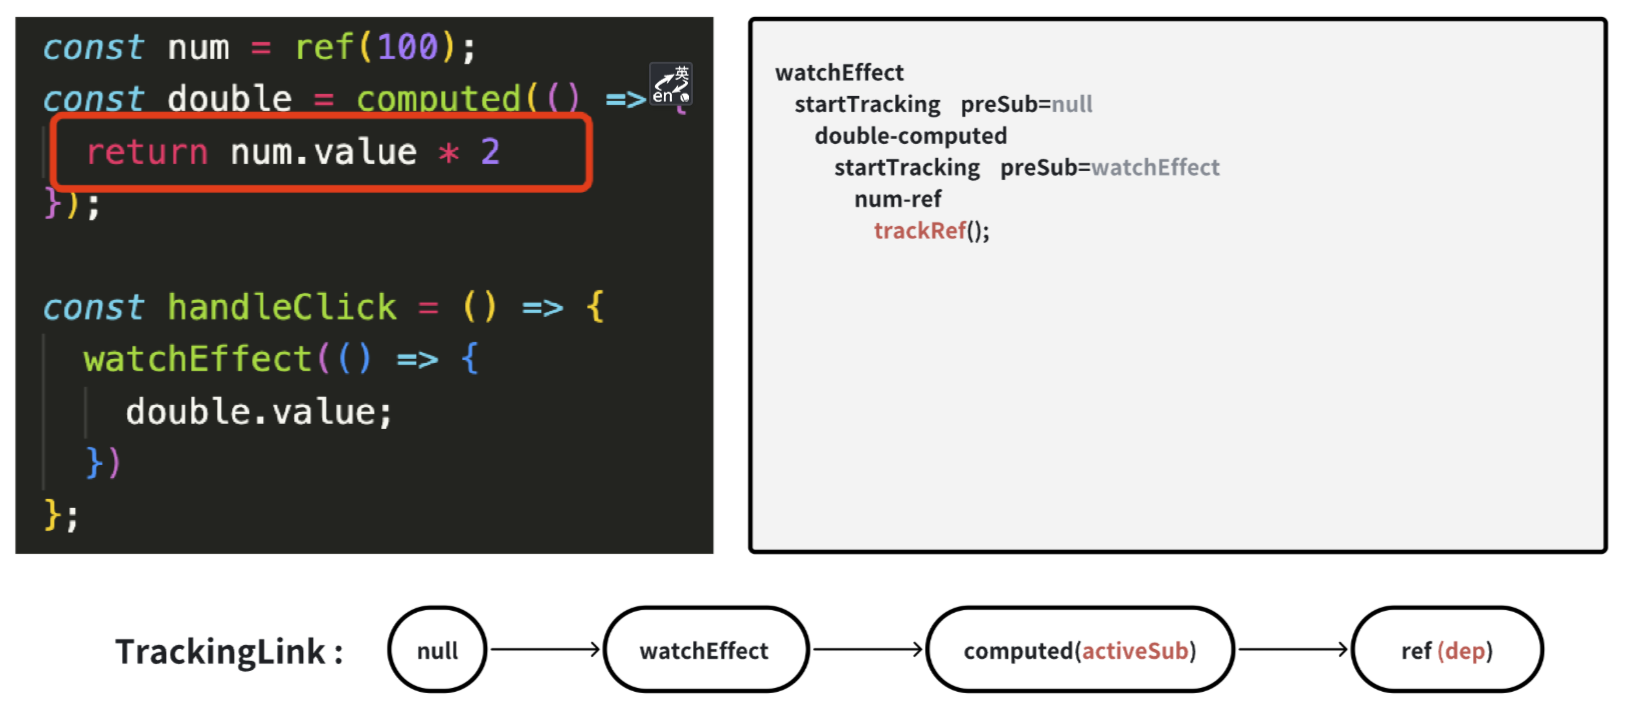 const num = ref(100);
const double = computed(() => {
return num.value * 2
});
英
en
const handleClick = () => {
watchEffect(() => {
double.value;
})
};
watchEffect
startTracking preSub=null
double-computed
startTracking preSub=watchEffect
num-ref
trackRef();
TrackingLink :
null
watchEffect
computed(activeSub)
ref (dep)